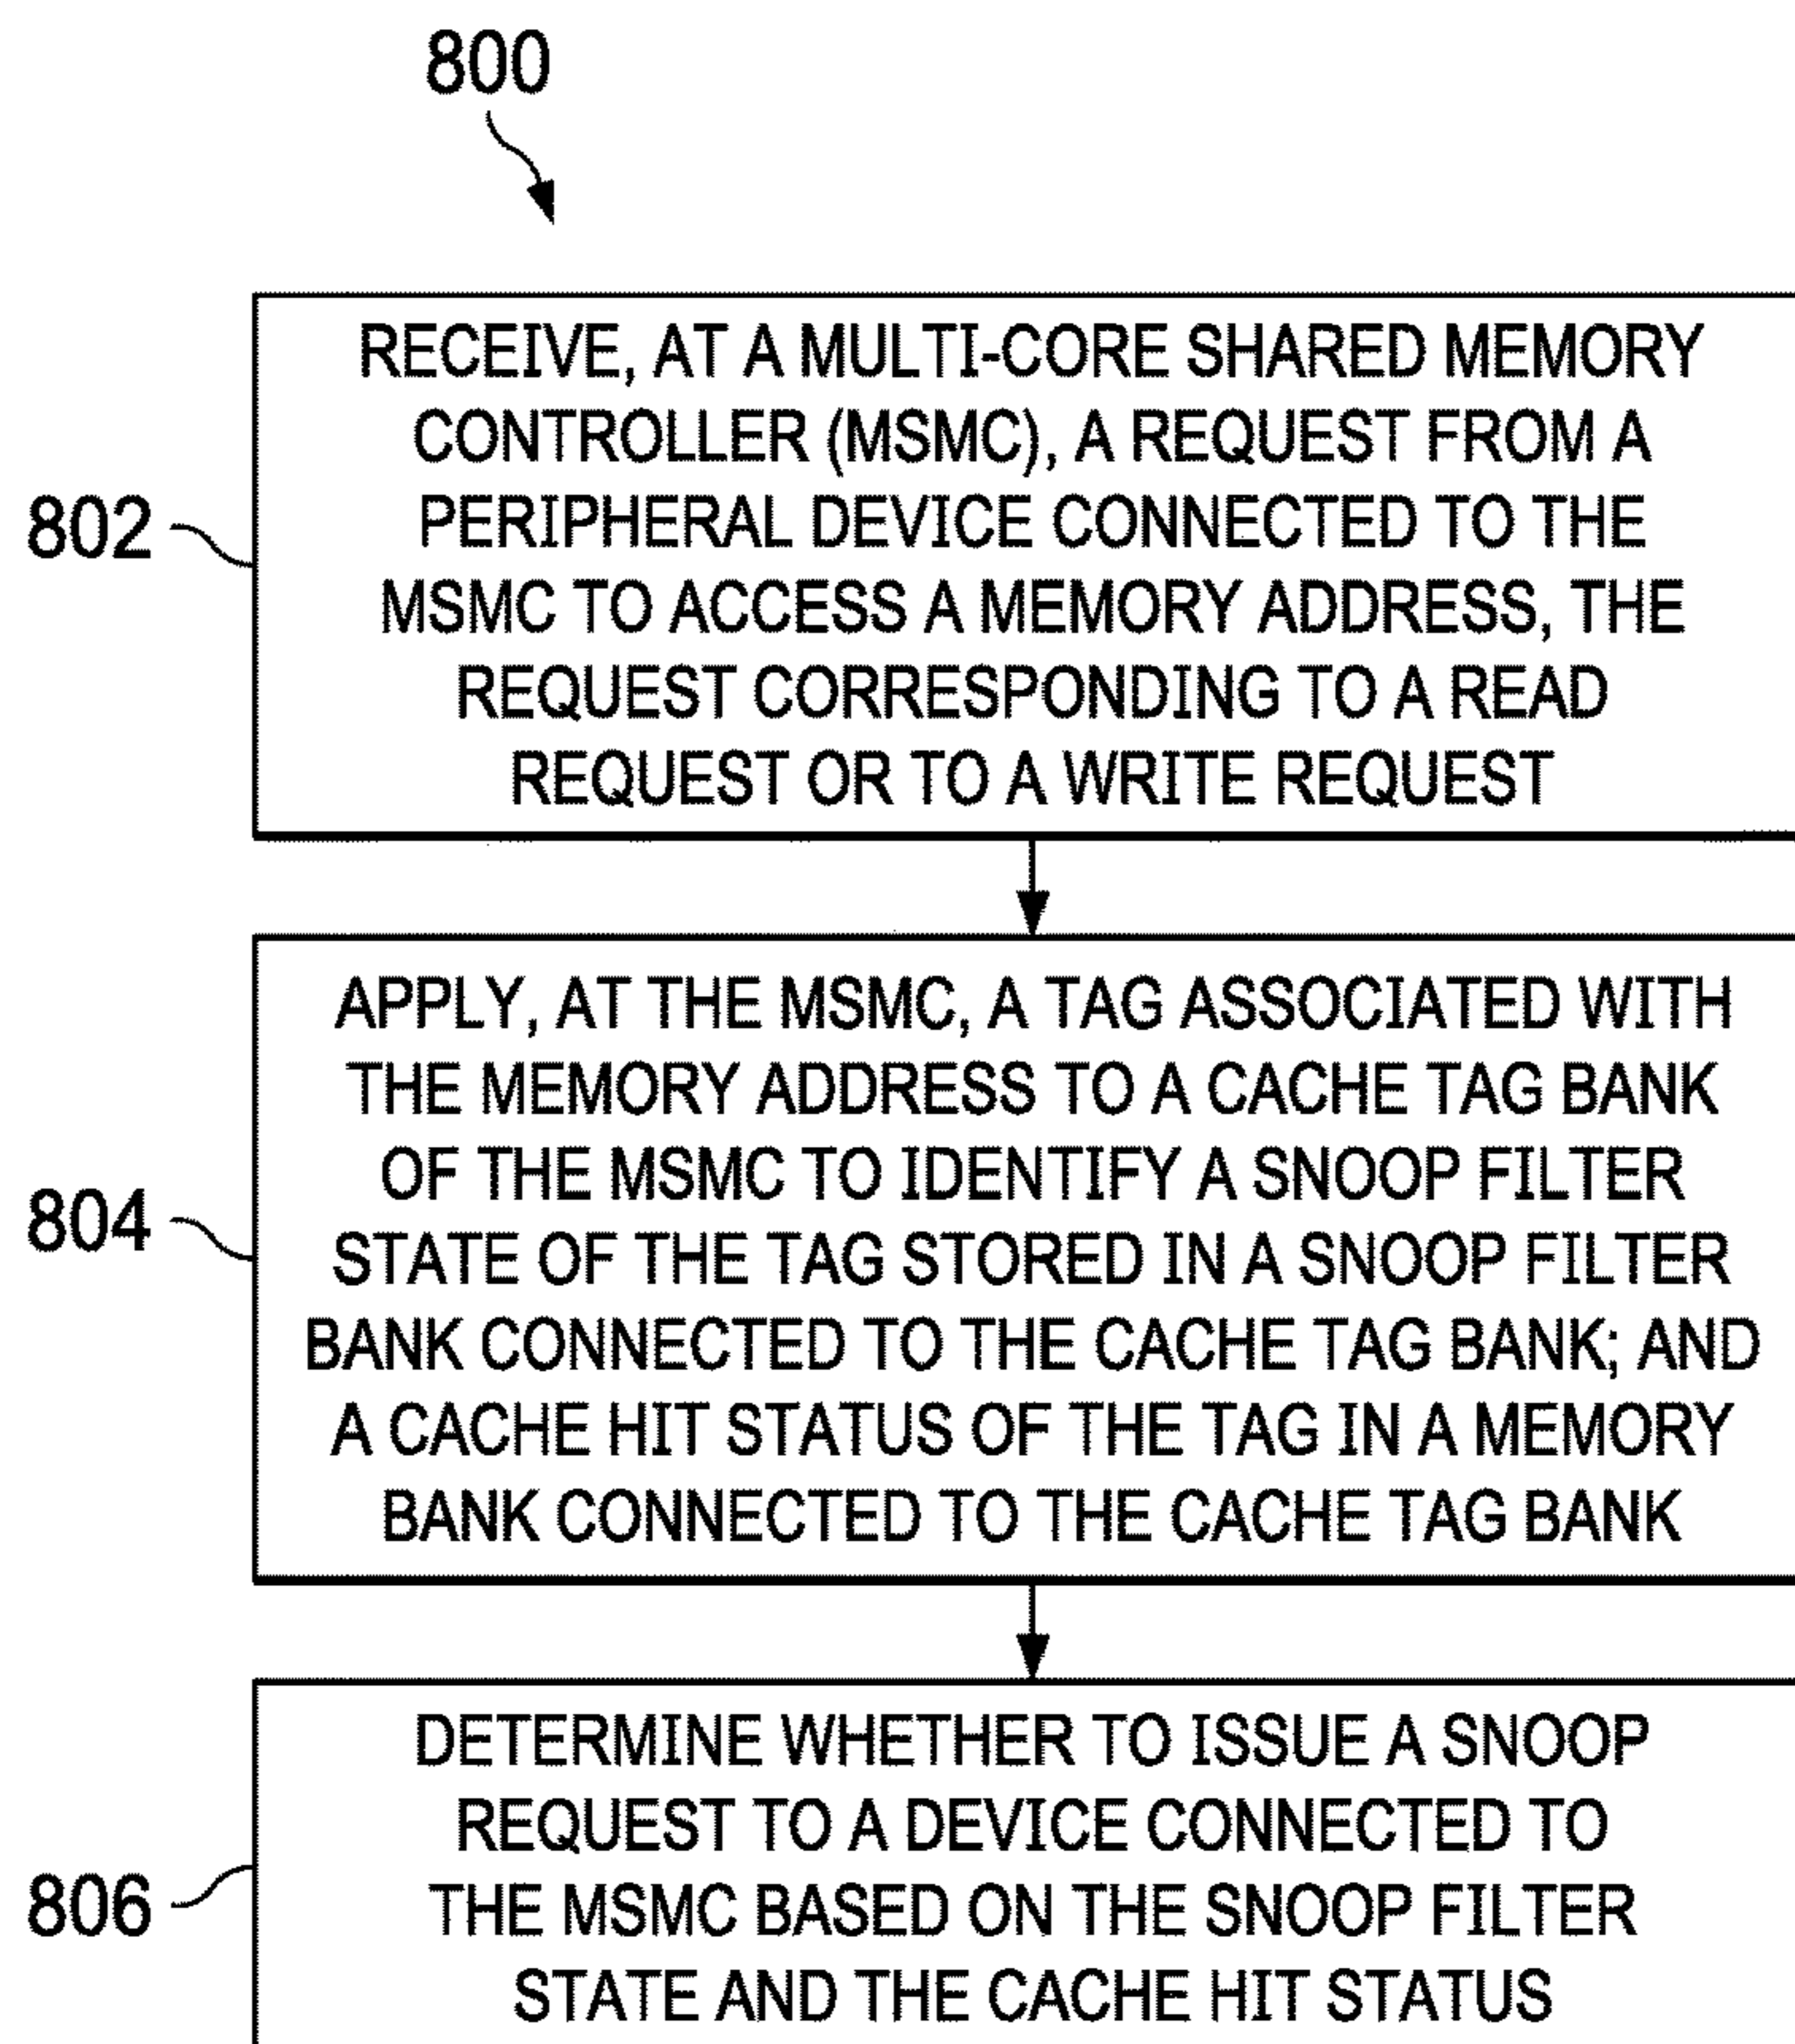 800
802
RECEIVE, AT A MULTI-CORE SHARED MEMORY
CONTROLLER (MSMC), A REQUEST FROM A
PERIPHERAL DEVICE CONNECTED TO THE
MSMC TO ACCESS A MEMORY ADDRESS, THE
REQUEST CORRESPONDING TO A READ
REQUEST OR TO A WRITE REQUEST
804
APPLY, AT THE MSMC, A TAG ASSOCIATED WITH
THE MEMORY ADDRESS TO A CACHE TAG BANK
OF THE MSMC TO IDENTIFY A SNOOP FILTER
STATE OF THE TAG STORED IN A SNOOP FILTER
BANK CONNECTED TO THE CACHE TAG BANK; AND
A CACHE HIT STATUS OF THE TAG IN A MEMORY
BANK CONNECTED TO THE CACHE TAG BANK
806
DETERMINE WHETHER TO ISSUE A SNOOP
REQUEST TO A DEVICE CONNECTED TO
THE MSMC BASED ON THE SNOOP FILTER
STATE AND THE CACHE HIT STATUS